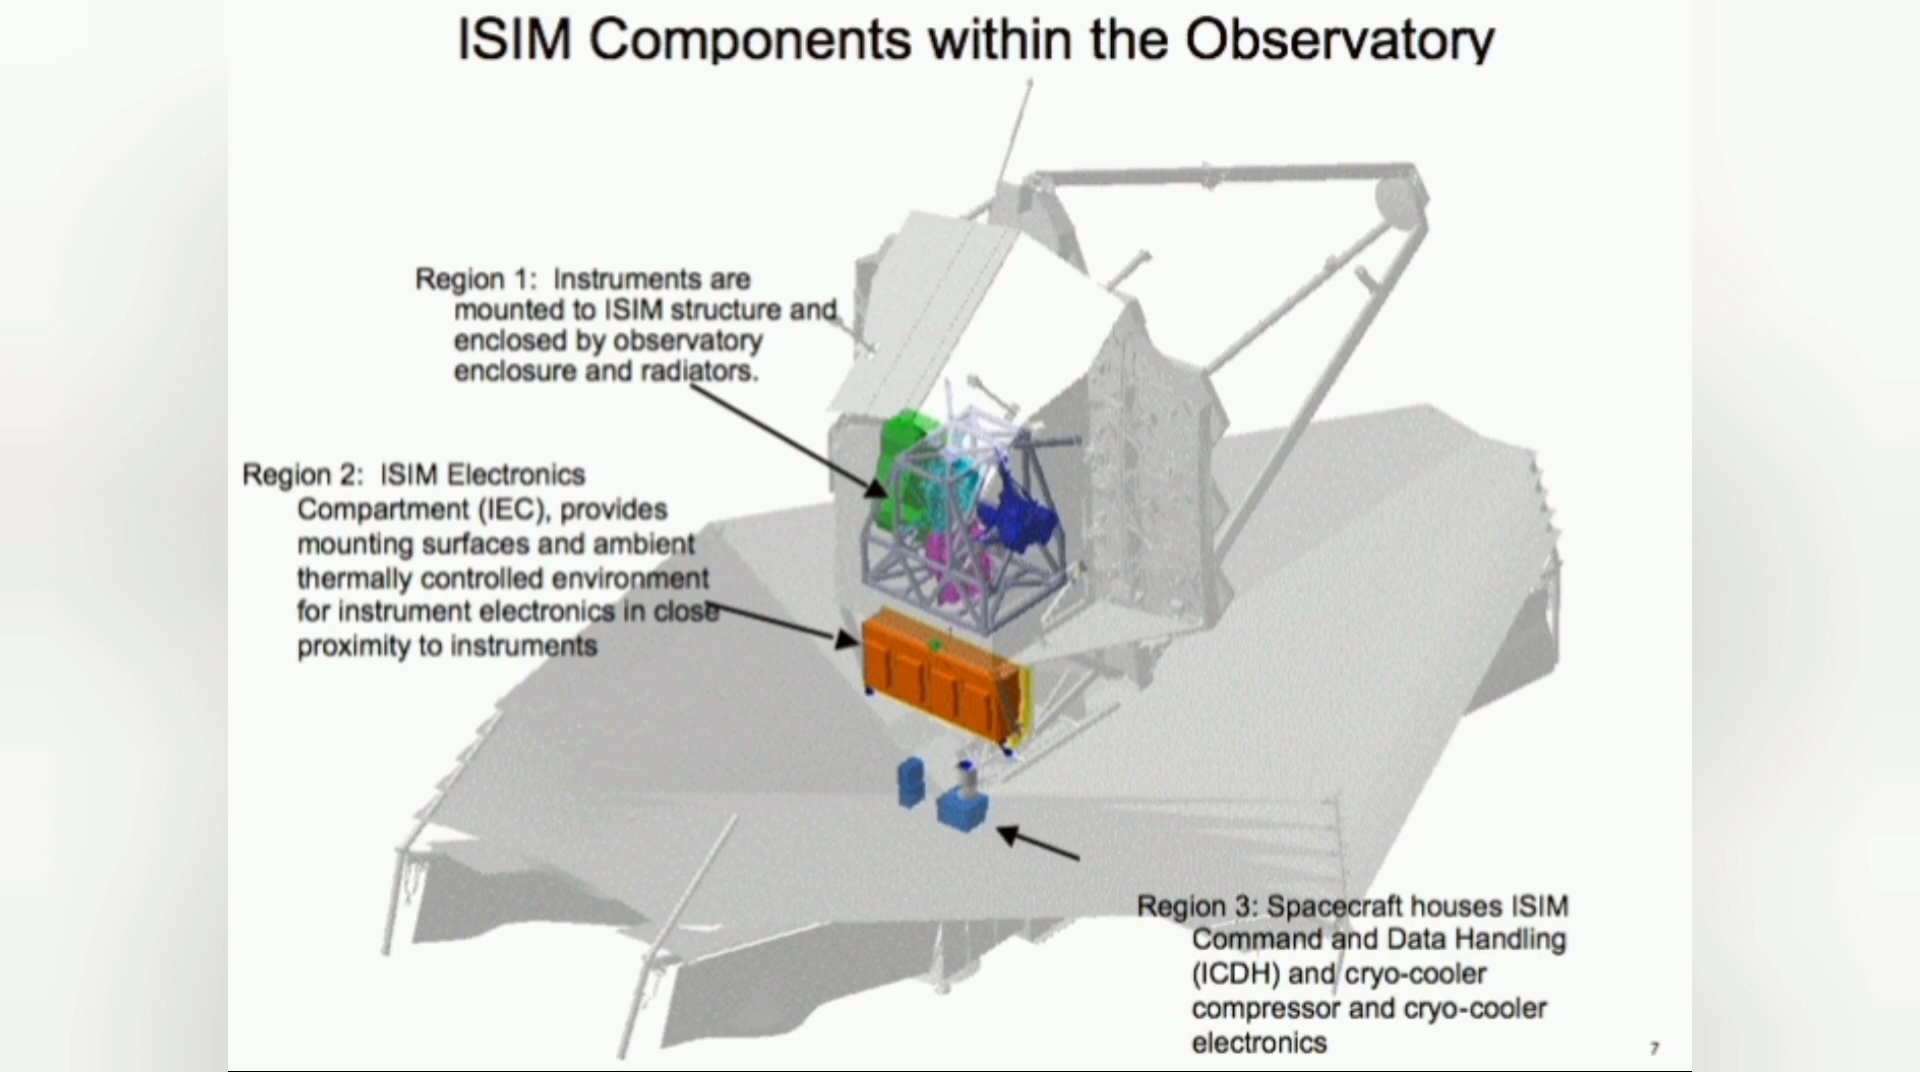 ISIM Components within the Observatory
Region 1: Instruments are
mounted to ISIM structure and
enclosed by observatory
enclosure and radiators.
Region 2: ISIM Electronics
Compartment (IEC), provides
mounting surfaces and ambient
thermally controlled environment
for instrument electronics in close
proximity to instruments
Region 3: Spacecraft houses ISIM
Command and Data Handling
(ICDH) and cryo-cooler
compressor and cryo-cooler
electronics
7